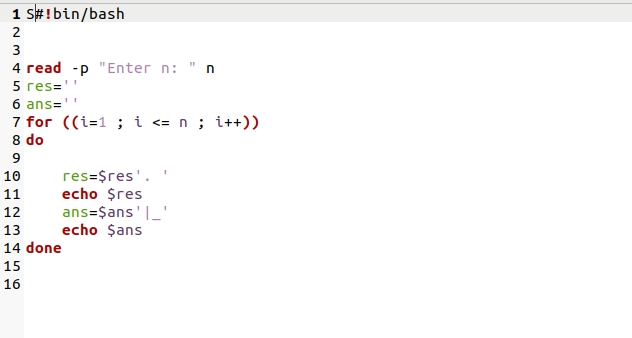 1 S#!bin/bash
2
3
4 read -p "Enter n: " n
5 res=''
6 ans=''
7 for ((i=1 ; i <= n ; i++))
8 do
9
10     res=$res'. '
11     echo $res
12     ans=$ans'|_'
13     echo $ans
14 done
15
16